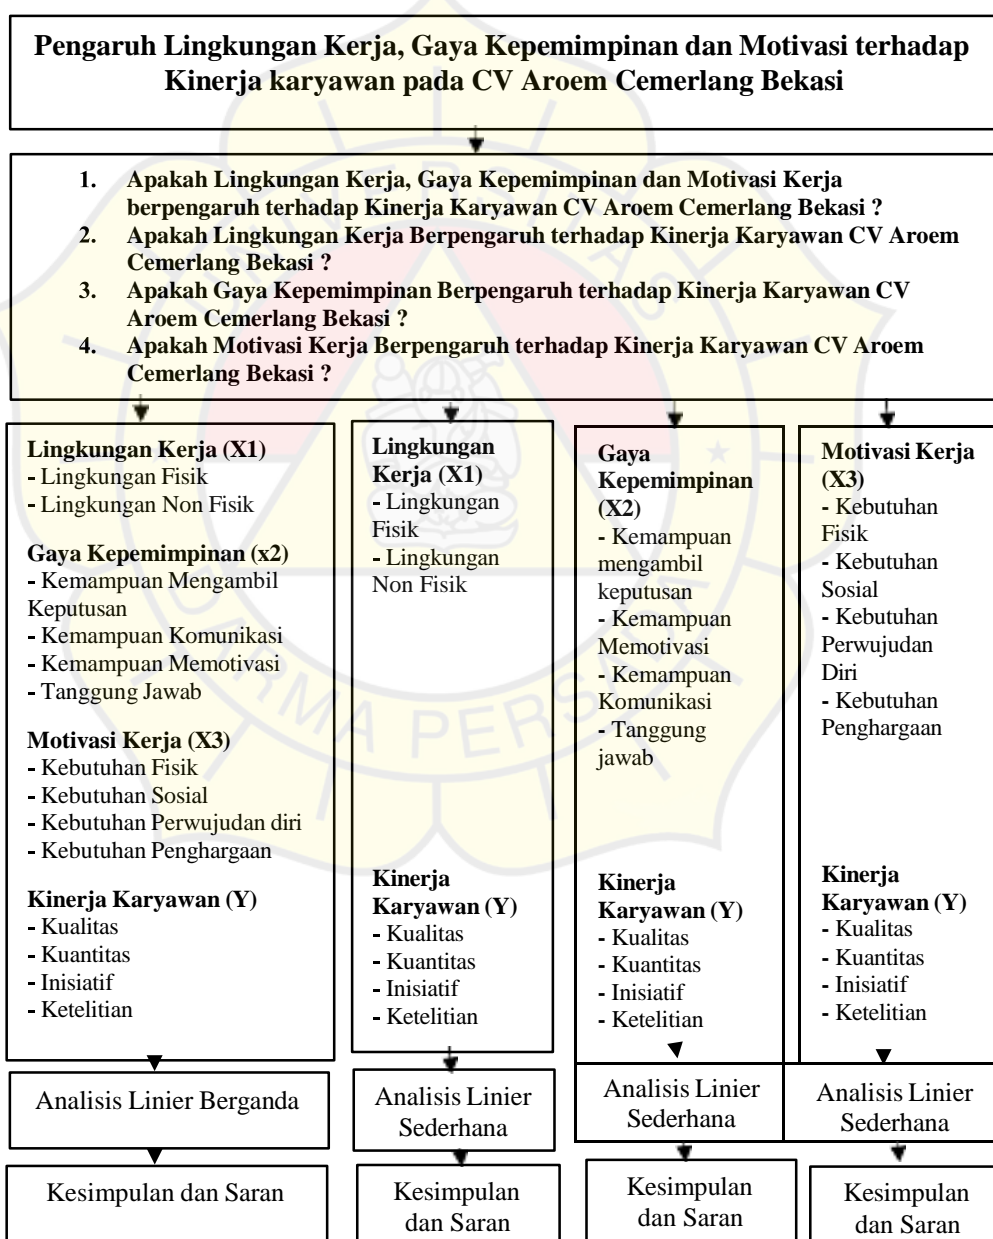 Pengaruh Lingkungan Kerja, Gaya Kepemimpinan dan Motivasi terhadap
Kinerja karyawan pada CV Aroem Cemerlang Bekasi
1. Apakah Lingkungan Kerja, Gaya Kepemimpinan dan Motivasi Kerja
berpengaruh terhadap Kinerja Karyawan CV Aroem Cemerlang Bekasi ?
2. Apakah Lingkungan Kerja Berpengaruh terhadap Kinerja Karyawan CV Aroem
Cemerlang Bekasi ?
3. Apakah Gaya Kepemimpinan Berpengaruh terhadap Kinerja Karyawan CV
Aroem Cemerlang Bekasi ?
4. Apakah Motivasi Kerja Berpengaruh terhadap Kinerja Karyawan CV Aroem
Cemerlang Bekasi ?
Lingkungan Kerja (X1)
- Lingkungan Fisik
- Lingkungan Non Fisik
Gaya Kepemimpinan (x2)
- Kemampuan Mengambil
Keputusan
- Kemampuan Komunikasi
- Kemampuan Memotivasi
- Tanggung Jawab
Motivasi Kerja (X3)
- Kebutuhan Fisik
- Kebutuhan Sosial
- Kebutuhan Perwujudan diri
- Kebutuhan Penghargaan
Kinerja Karyawan (Y)
- Kualitas
- Kuantitas
- Inisiatif
- Ketelitian
Analisis Linier Berganda
Kesimpulan dan Saran
Lingkungan
Kerja (X1)
- Lingkungan
Fisik
- Lingkungan
Non Fisik
Kinerja
Karyawan (Y)
- Kualitas
- Kuantitas
- Inisiatif
- Ketelitian
Analisis Linier
Sederhana
Kesimpulan
dan Saran
Gaya
Kepemimpinan
(X2)
- Kemampuan
mengambil
keputusan
- Kemampuan
Memotivasi
- Kemampuan
Komunikasi
- Tanggung
jawab
Kinerja
Karyawan (Y)
- Kualitas
- Kuantitas
- Inisiatif
- Ketelitian
Analisis Linier
Sederhana
Kesimpulan
dan Saran
Motivasi Kerja
(X3)
- Kebutuhan
Fisik
- Kebutuhan
Sosial
- Kebutuhan
Perwujudan
Diri
- Kebutuhan
Penghargaan
Kinerja
Karyawan (Y)
- Kualitas
- Kuantitas
- Inisiatif
- Ketelitian
Analisis Linier
Sederhana
Kesimpulan
dan Saran
UNIVERSITAS
DARMA PERSADA